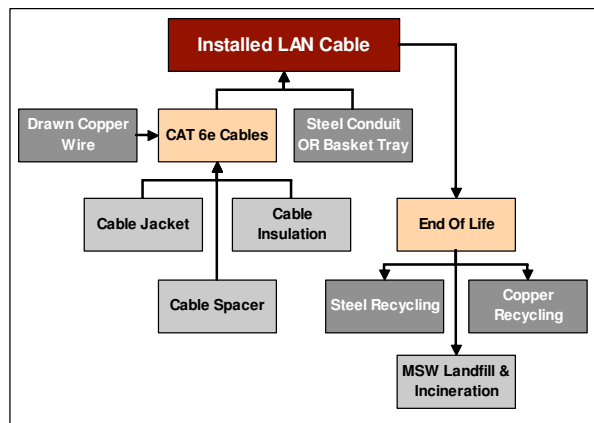 Installed LAN Cable
Drawn Copper
Wire
CAT 6e Cables
Steel Conduit
OR Basket Tray
Cable Jacket
Cable
Insulation
End Of Life
Cable Spacer
Steel Recycling
Copper
Recycling
MSW Landfill &
Incineration